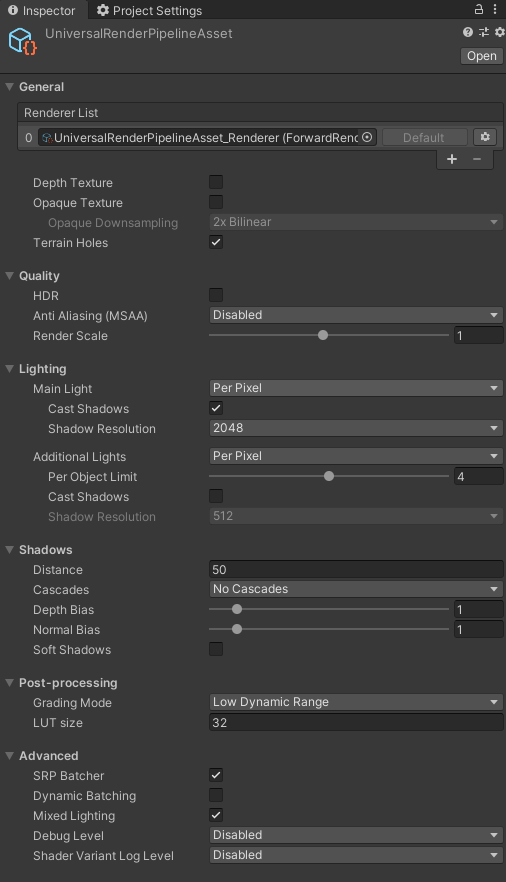 Inspector Project Settings
UniversalRenderPipelineAsset
Open
General
Renderer List
0 UniversalRenderPipelineAsset_Renderer (ForwardRend Default
+ −
Depth Texture
Opaque Texture
Opaque Downsampling 2x Bilinear
Terrain Holes
Quality
HDR
Anti Aliasing (MSAA) Disabled
Render Scale 1
Lighting
Main Light Per Pixel
Cast Shadows
Shadow Resolution 2048
Additional Lights Per Pixel
Per Object Limit 4
Cast Shadows
Shadow Resolution 512
Shadows
Distance 50
Cascades No Cascades
Depth Bias 1
Normal Bias 1
Soft Shadows
Post-processing
Grading Mode Low Dynamic Range
LUT size 32
Advanced
SRP Batcher
Dynamic Batching
Mixed Lighting
Debug Level Disabled
Shader Variant Log Level Disabled